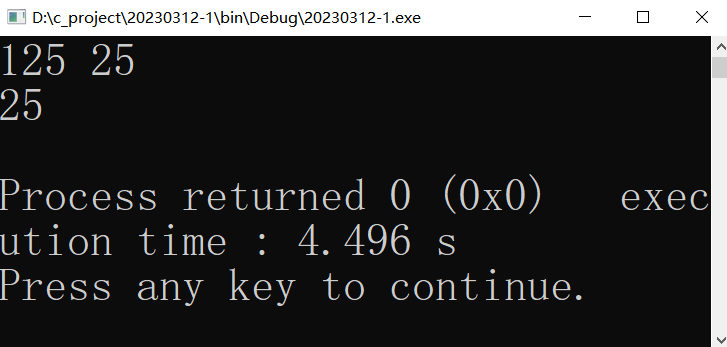 D:\c_project\20230312-1\bin\Debug\20230312-1.exe
125 25
25
Process returned 0 (0x0)   exec
ution time : 4.496 s
Press any key to continue.